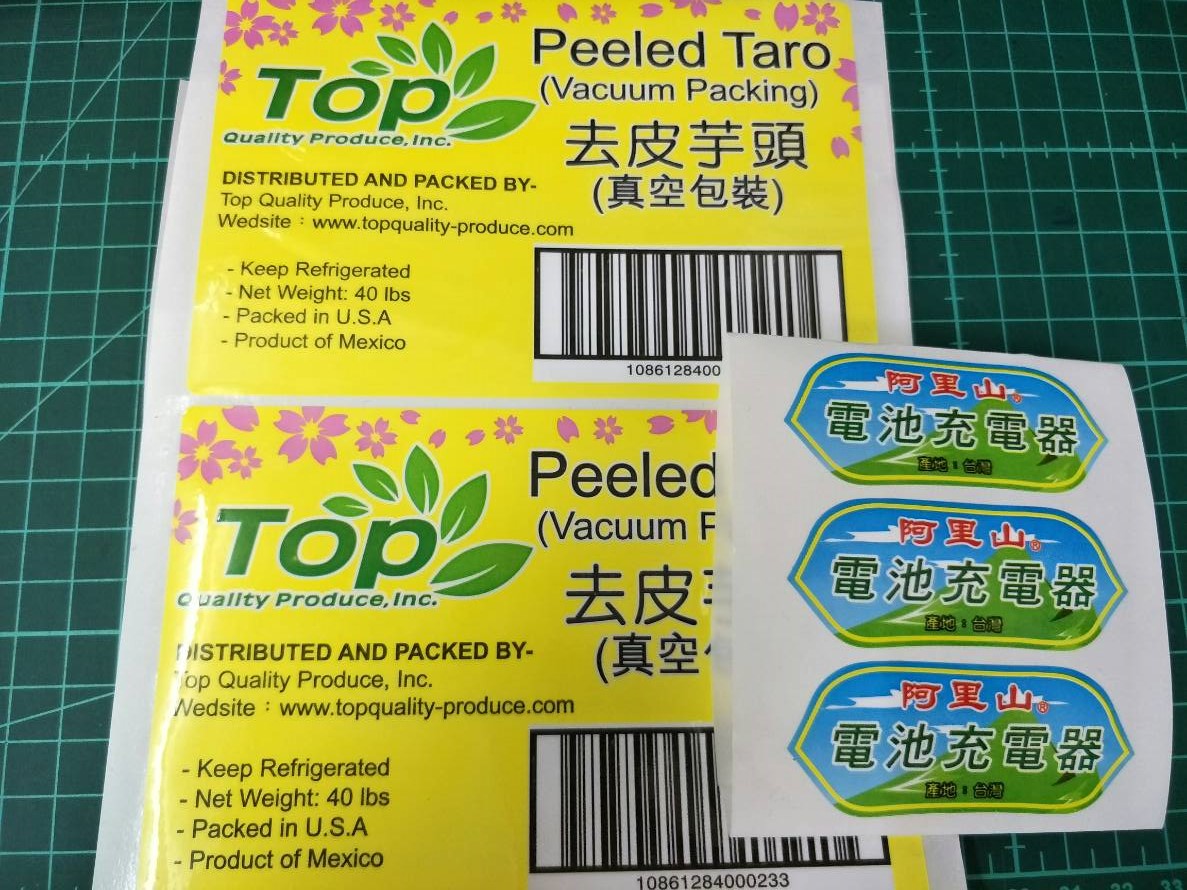 Top
Quality Produce, Inc.
Peeled Taro
(Vacuum Packing)
去皮芋頭
(真空包裝)
DISTRIBUTED AND PACKED BY-
Top Quality Produce, Inc.
Wedsite：www.topquality-produce.com
- Keep Refrigerated
- Net Weight: 40 lbs
- Packed in U.S.A
- Product of Mexico
1086128400
Top
Quality Produce, Inc.
Peeled
(Vacuum P
去皮
(真空
DISTRIBUTED AND PACKED BY-
Top Quality Produce, Inc.
Wedsite：www.topquality-produce.com
- Keep Refrigerated
- Net Weight: 40 lbs
- Packed in U.S.A
- Product of Mexico
10861284000233
阿里山®
電池充電器
產地：台灣
阿里山®
電池充電器
產地：台灣
阿里山®
電池充電器
產地：台灣